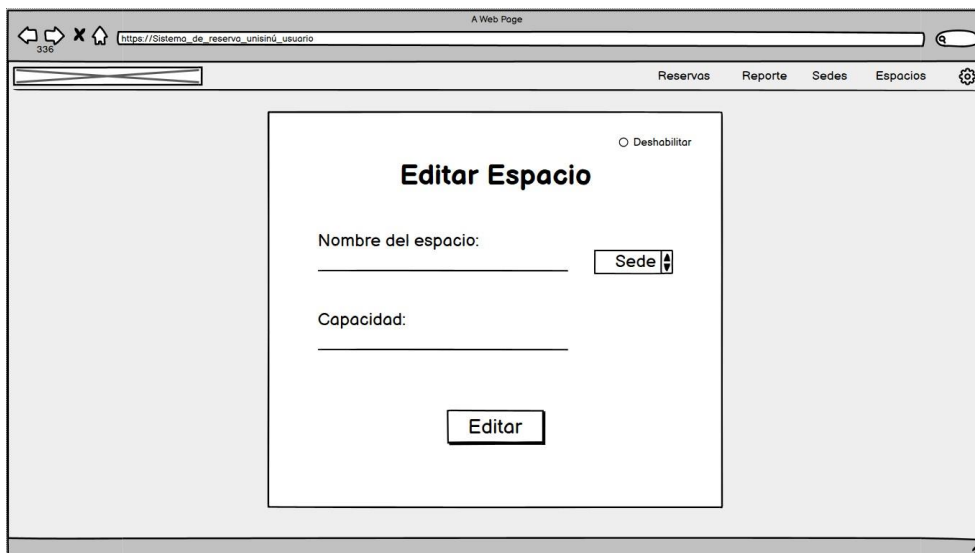 A Web Page
336
https://Sistema_de_reserva_unisinú_usuario
Reservas Reporte Sedes Espacios
Deshabilitar
Editar Espacio
Nombre del espacio:
Sede
Capacidad:
Editar